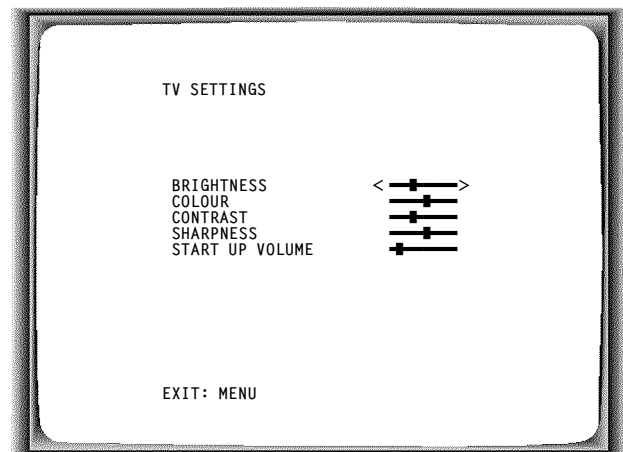 TV SETTINGS
BRIGHTNESS < >
COLOUR
CONTRAST
SHARPNESS
START UP VOLUME
EXIT: MENU